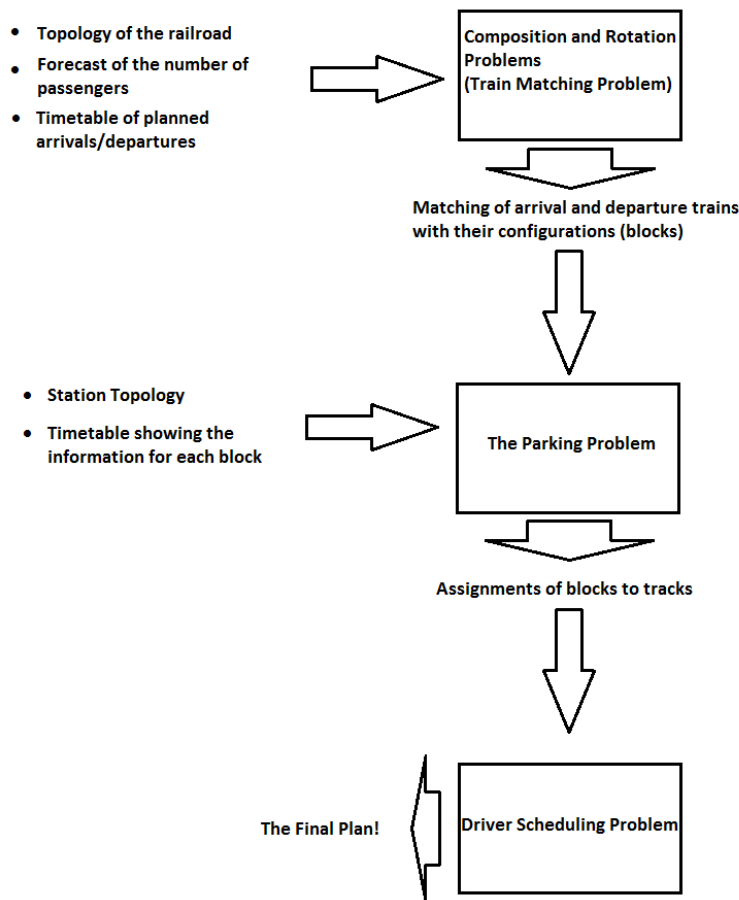 • Topology of the railroad
• Forecast of the number of
passengers
• Timetable of planned
arrivals/departures
Composition and Rotation
Problems
(Train Matching Problem)
Matching of arrival and departure trains
with their configurations (blocks)
• Station Topology
• Timetable showing the
information for each block
The Parking Problem
Assignments of blocks to tracks
The Final Plan!
Driver Scheduling Problem